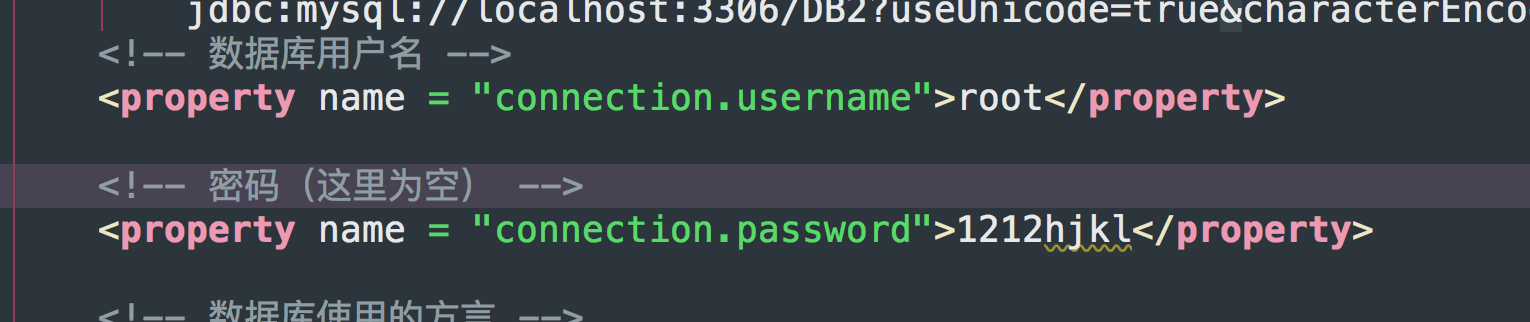 jdbc:mysql://localhost:3306/DB2?useUnicode=true&characterEnco
<!-- 数据库用户名 -->
<property name = "connection.username">root</property>
<!-- 密码（这里为空） -->
<property name = "connection.password">1212hjkl</property>
<!-- 数据库使用的方言 -->